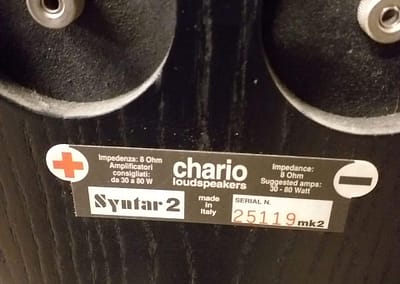 Impedenza: 8 Ohm
Amplificatori
consigliati:
da 30 a 80 W
chario
loudspeakers
Impedance:
8 Ohm
Suggested amps:
30 - 80 Watt
Syntar 2
made
in
Italy
SERIAL N.
25119 mk2